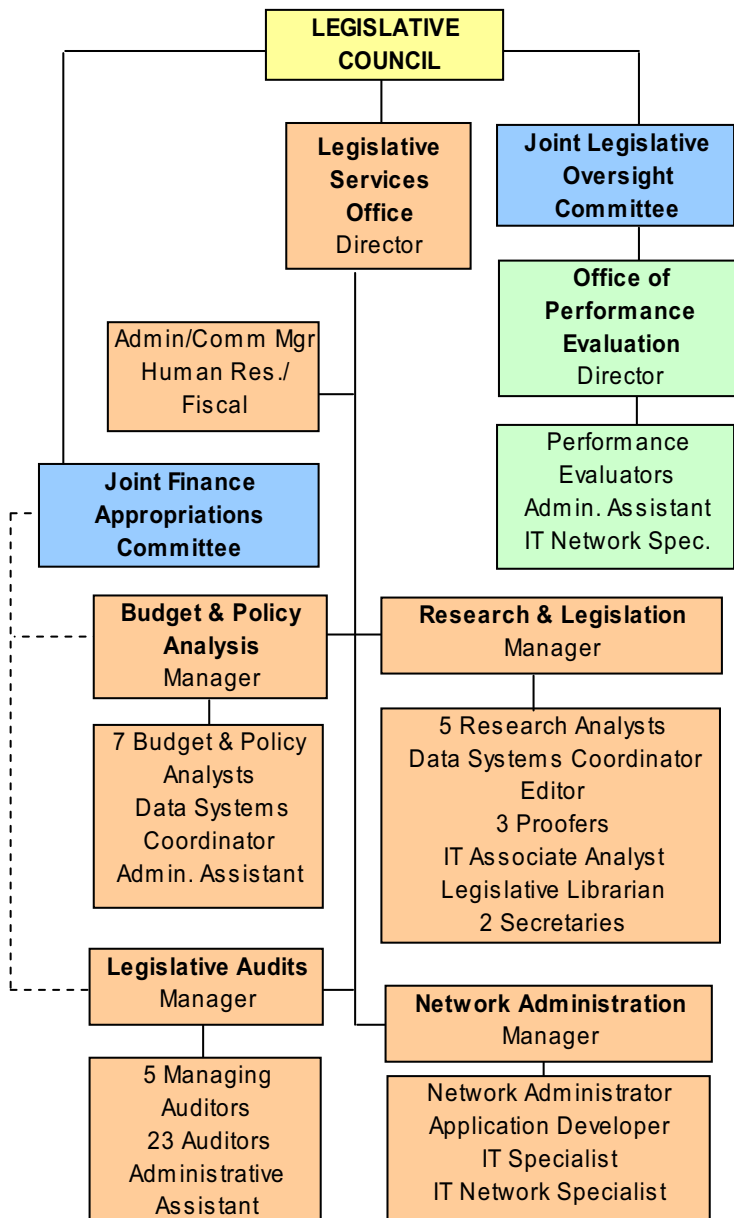 LEGISLATIVE
COUNCIL
Legislative
Services
Office
Director
Joint Legislative
Oversight
Committee
Office of
Performance
Evaluation
Director
Admin/Comm Mgr
Human Res./
Fiscal
Performance
Evaluators
Admin. Assistant
IT Network Spec.
Joint Finance
Appropriations
Committee
Budget & Policy
Analysis
Manager
Research & Legislation
Manager
7 Budget & Policy
Analysts
Data Systems
Coordinator
Admin. Assistant
5 Research Analysts
Data Systems Coordinator
Editor
3 Proofers
IT Associate Analyst
Legislative Librarian
2 Secretaries
Legislative Audits
Manager
Network Administration
Manager
5 Managing
Auditors
23 Auditors
Administrative
Assistant
Network Administrator
Application Developer
IT Specialist
IT Network Specialist